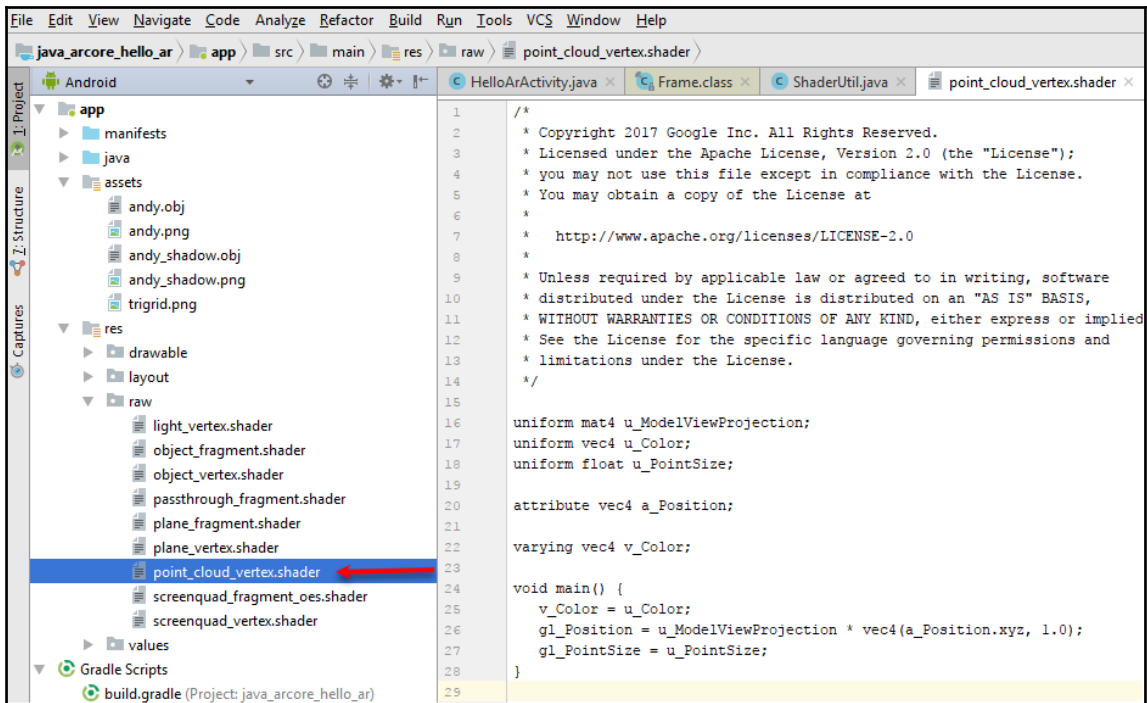 File Edit View Navigate Code Analyze Refactor Build Run Tools VCS Window Help
java_arcore_hello_ar app src main res raw point_cloud_vertex.shader
1: Project
7: Structure
Captures
Android
app
manifests
java
assets
andy.obj
andy.png
andy_shadow.obj
andy_shadow.png
trigrid.png
res
drawable
layout
raw
light_vertex.shader
object_fragment.shader
object_vertex.shader
passthrough_fragment.shader
plane_fragment.shader
plane_vertex.shader
point_cloud_vertex.shader
screenquad_fragment_oes.shader
screenquad_vertex.shader
values
Gradle Scripts
build.gradle (Project: java_arcore_hello_ar)
HelloArActivity.java Frame.class ShaderUtil.java point_cloud_vertex.shader
1 /*
2 * Copyright 2017 Google Inc. All Rights Reserved.
3 * Licensed under the Apache License, Version 2.0 (the "License");
4 * you may not use this file except in compliance with the License.
5 * You may obtain a copy of the License at
6 *
7 * http://www.apache.org/licenses/LICENSE-2.0
8 *
9 * Unless required by applicable law or agreed to in writing, software
10 * distributed under the License is distributed on an "AS IS" BASIS,
11 * WITHOUT WARRANTIES OR CONDITIONS OF ANY KIND, either express or implied
12 * See the License for the specific language governing permissions and
13 * limitations under the License.
14 */
15
16 uniform mat4 u_ModelViewProjection;
17 uniform vec4 u_Color;
18 uniform float u_PointSize;
19
20 attribute vec4 a_Position;
21
22 varying vec4 v_Color;
23
24 void main() {
25 v_Color = u_Color;
26 gl_Position = u_ModelViewProjection * vec4(a_Position.xyz, 1.0);
27 gl_PointSize = u_PointSize;
28 }
29